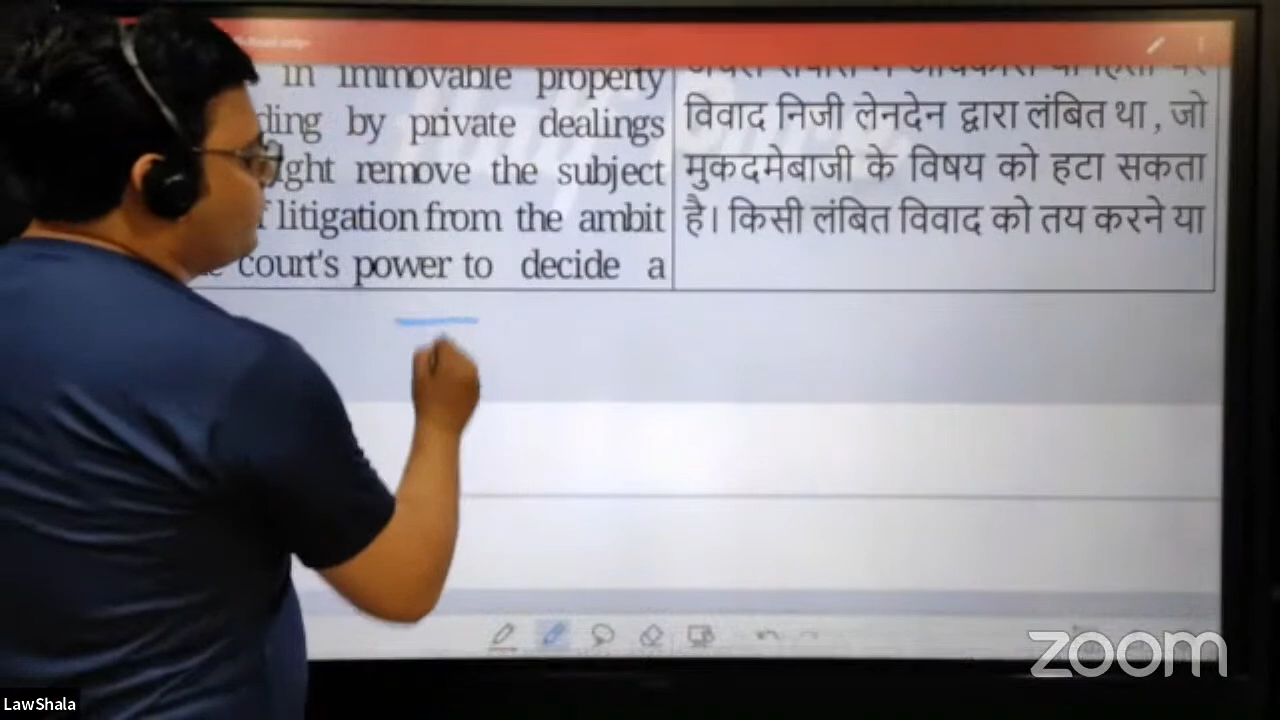 in immovable property
ding by private dealings
ight remove the subject
f litigation from the ambit
court's power to decide a
विवाद निजी लेनदेन द्वारा लंबित था, जो
मुकदमेबाजी के विषय को हटा सकता
है। किसी लंबित विवाद को तय करने या
zoom
LawShala